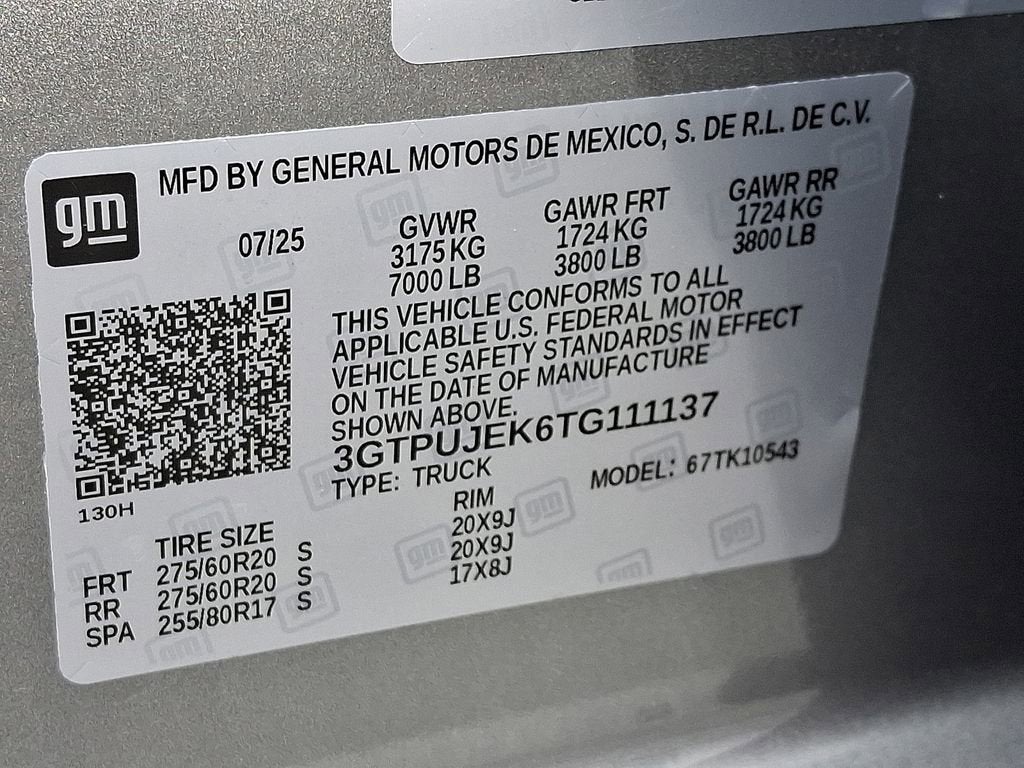 MFD BY GENERAL MOTORS DE MEXICO, S. DE R.L. DE C.V.
gm
07/25
GVWR
3175 KG
7000 LB
GAWR FRT
1724 KG
3800 LB
GAWR RR
1724 KG
3800 LB
THIS VEHICLE CONFORMS TO ALL
APPLICABLE U.S. FEDERAL MOTOR
VEHICLE SAFETY STANDARDS IN EFFECT
ON THE DATE OF MANUFACTURE
SHOWN ABOVE.
3GTPUJEK6TG111137
TYPE: TRUCK
MODEL: 67TK10543
130H
TIRE SIZE
RIM
FRT 275/60R20 S 20X9J
RR 275/60R20 S 20X9J
SPA 255/80R17 S 17X8J